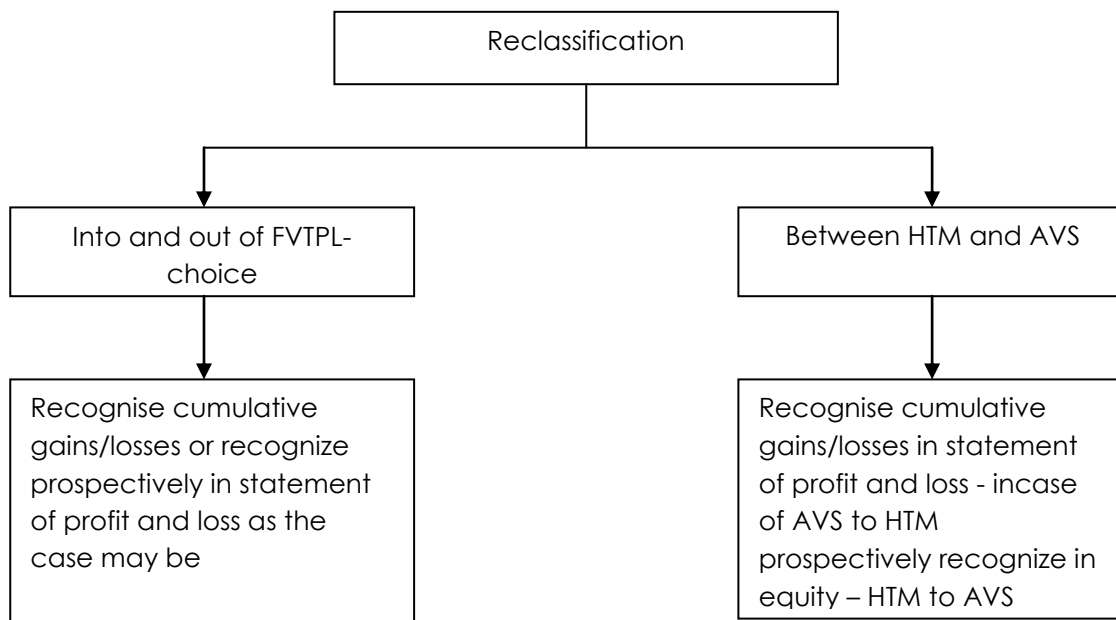 Reclassification
Into and out of FVTPL-
choice
Between HTM and AVS
Recognise cumulative
gains/losses or recognize
prospectively in statement
of profit and loss as the
case may be
Recognise cumulative
gains/losses in statement
of profit and loss - incase
of AVS to HTM
prospectively recognize in
equity – HTM to AVS